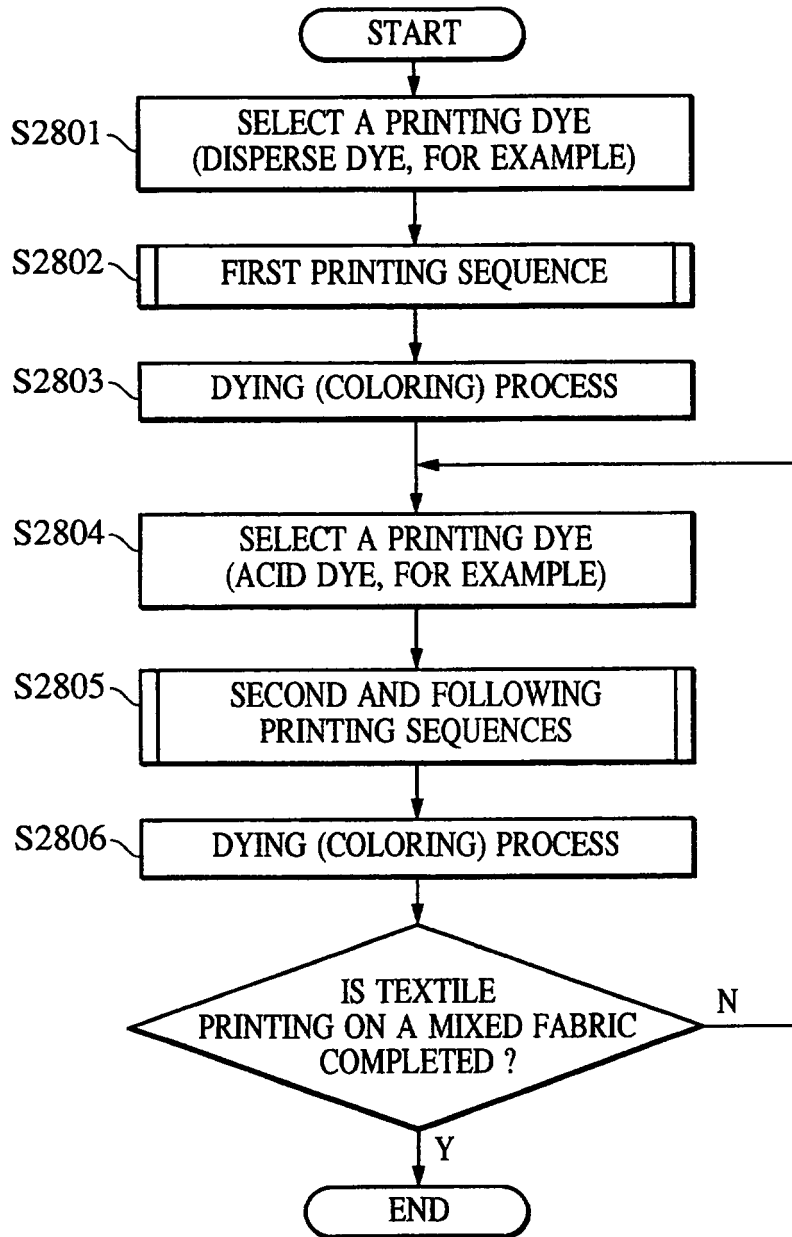 START
S2801
SELECT A PRINTING DYE
(DISPERSE DYE, FOR EXAMPLE)
S2802
FIRST PRINTING SEQUENCE
S2803
DYING (COLORING) PROCESS
S2804
SELECT A PRINTING DYE
(ACID DYE, FOR EXAMPLE)
S2805
SECOND AND FOLLOWING
PRINTING SEQUENCES
S2806
DYING (COLORING) PROCESS
IS TEXTILE
PRINTING ON A MIXED FABRIC
COMPLETED ?
N
Y
END